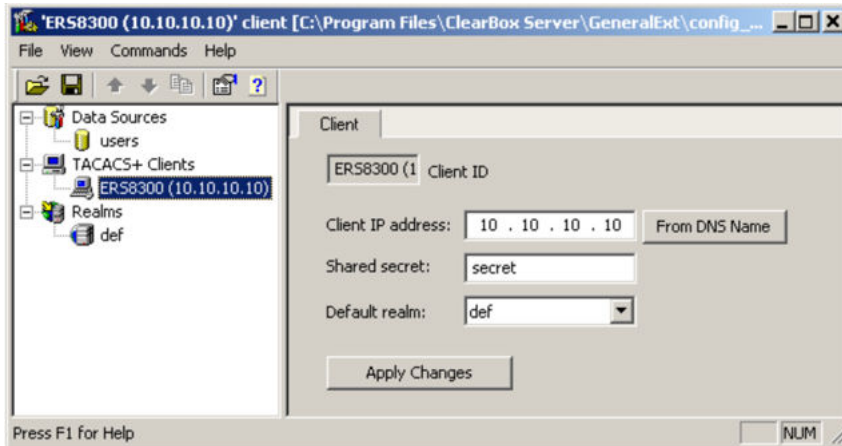 'ERS8300 (10.10.10.10)' client [C:\Program Files\ClearBox Server\GeneralExt\config_...
File View Commands Help
Data Sources
users
TACACS+ Clients
ERS8300 (10.10.10.10)
Realms
def
Client
ERS8300 (1 Client ID
Client IP address: 10 . 10 . 10 . 10 From DNS Name
Shared secret: secret
Default realm: def
Apply Changes
Press F1 for Help NUM